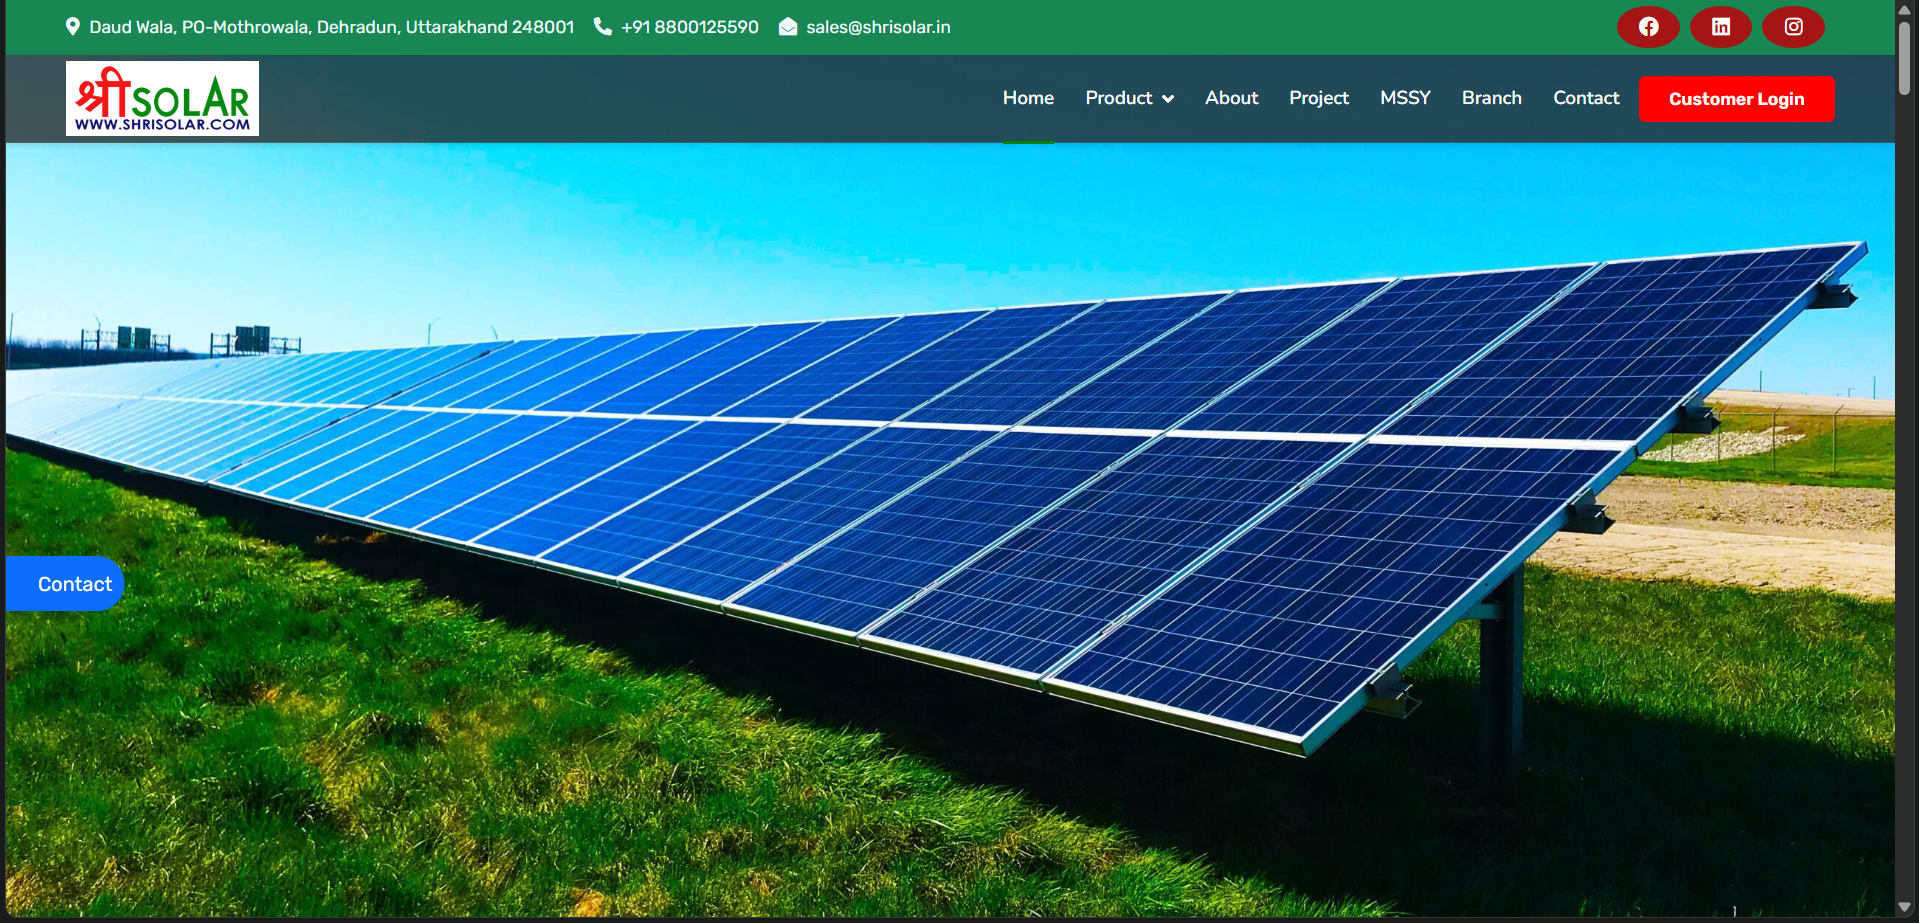 Daud Wala, PO-Mothrowala, Dehradun, Uttarakhand 248001 +91 8800125590 sales@shrisolar.in
श्रीSOLAR
WWW.SHRISOLAR.COM
Home Product About Project MSSY Branch Contact Customer Login
Contact